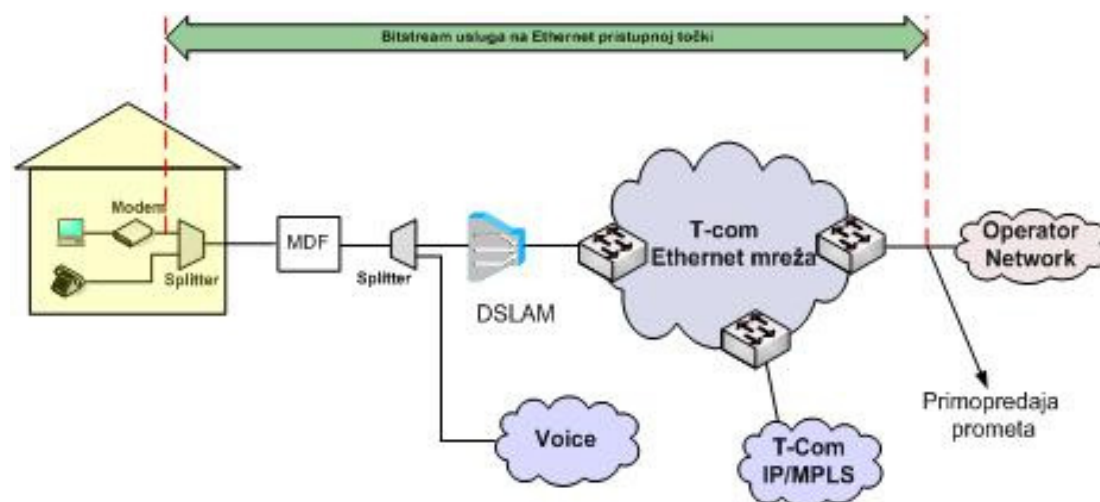 Bitstream usluga na Ethernet pristupnoj točki
Modem
Splitter
MDF
Splitter
DSLAM
T-com
Ethernet mreža
Operator
Network
Voice
T-Com
IP/MPLS
Primopredaja
prometa